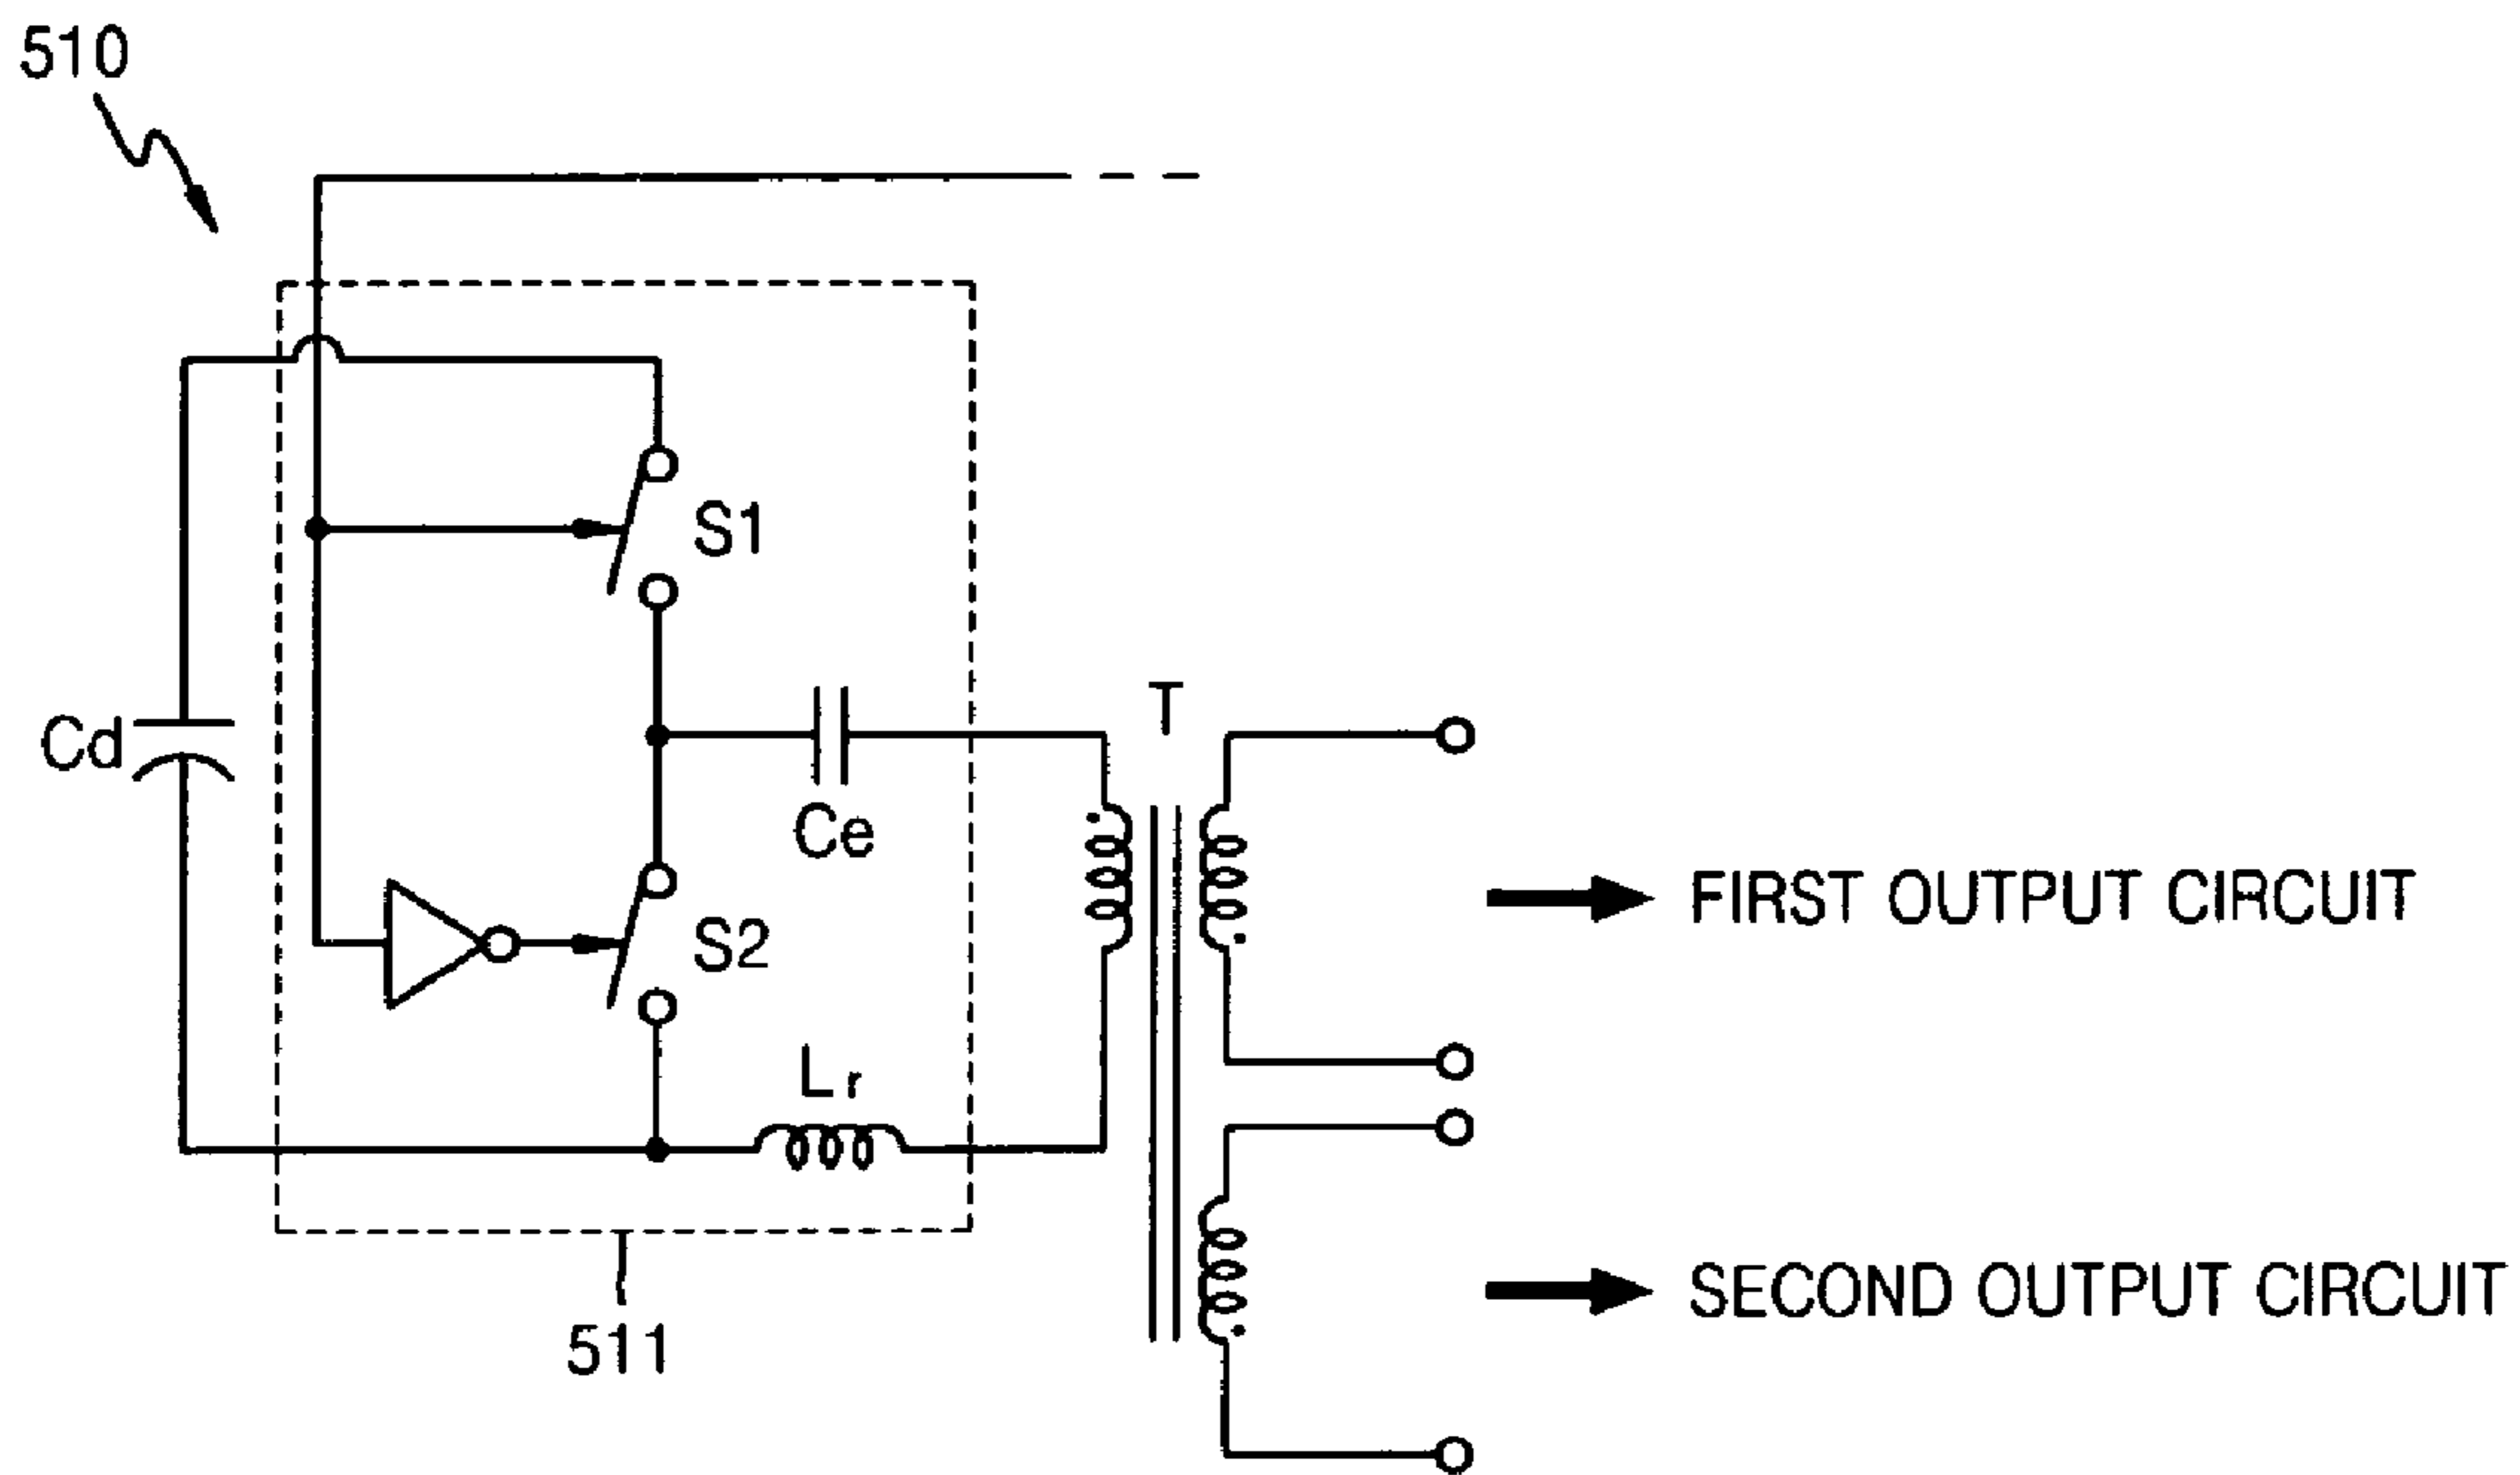 510
S1
T
Cd
Ce
FIRST OUTPUT CIRCUIT
S2
Lr
SECOND OUTPUT CIRCUIT
511